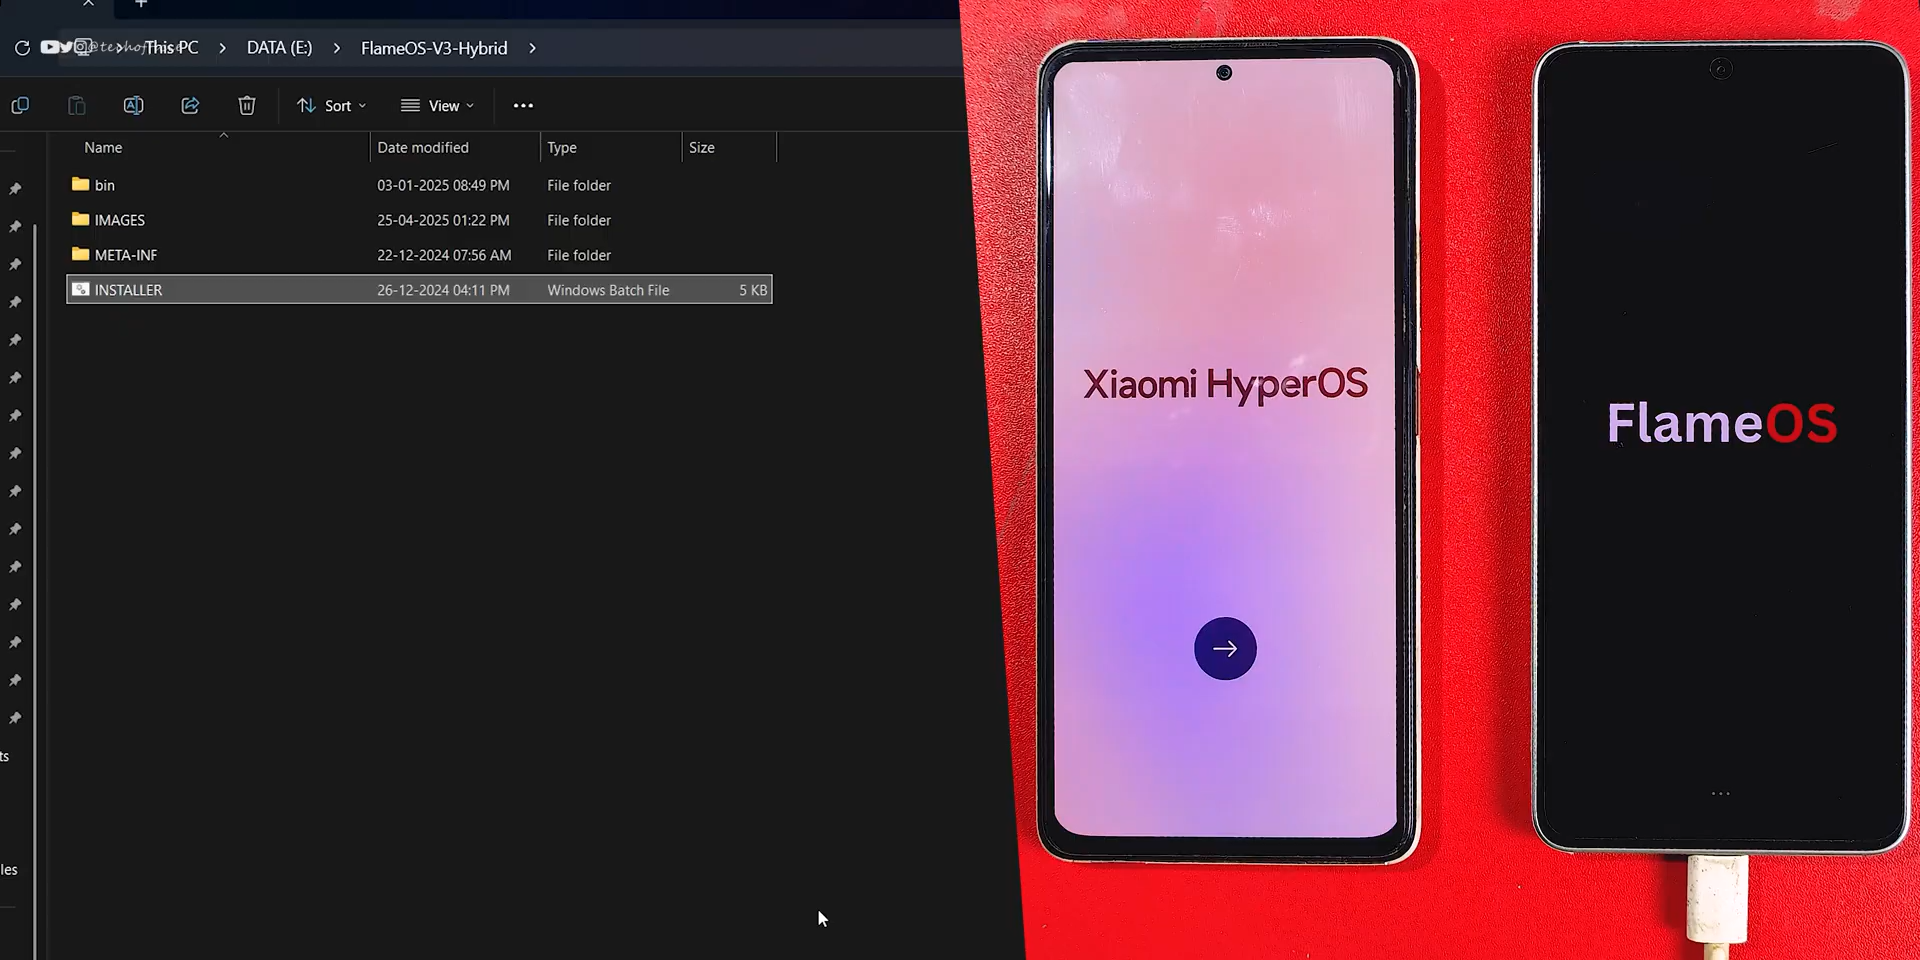 This PC > DATA (E:) > FlameOS-V3-Hybrid >
Sort View
Name Date modified Type Size
bin 03-01-2025 08:49 PM File folder
IMAGES 25-04-2025 01:22 PM File folder
META-INF 22-12-2024 07:56 AM File folder
INSTALLER 26-12-2024 04:11 PM Windows Batch File 5 KB
ts
les
Xiaomi HyperOS
FlameOS